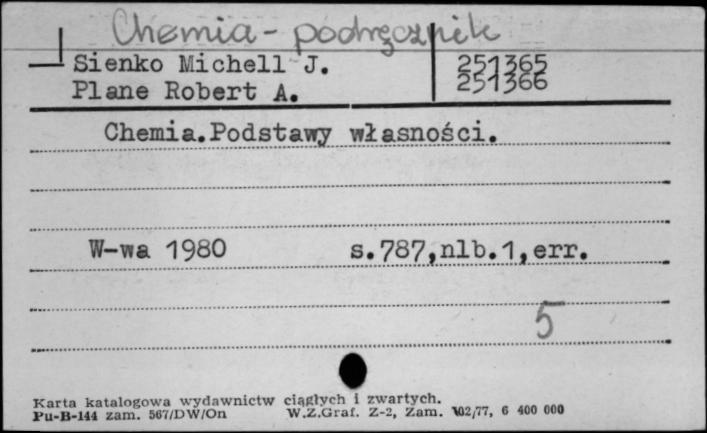 Chemia - podręcznik
Sienko Michell J. 251365
Plane Robert A. 251366
Chemia.Podstawy własności.
W-wa 1980 s.787,nlb.1,err.
5
Karta katalogowa wydawnictw ciągłych i zwartych.
Pu-B-144 zam. 567/DW/On W.Z.Graf. Z-2, Zam. 102/77, 6 400 000